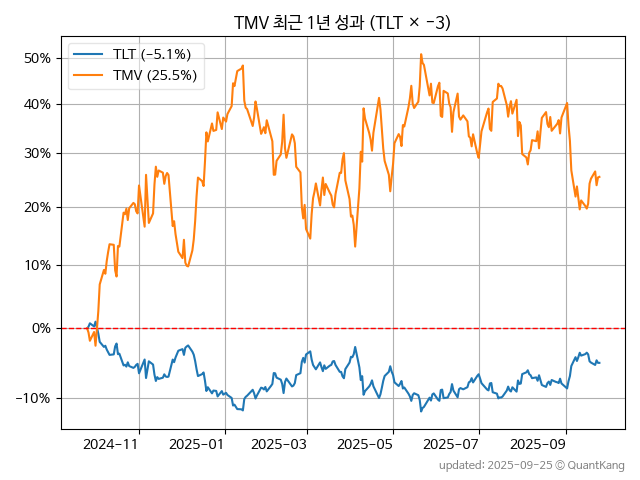 TMV 최근 1년 성과 (TLT × -3)
TLT (-5.1%)
TMV (25.5%)
50%
40%
30%
20%
10%
0%
-10%
2024-11 2025-01 2025-03 2025-05 2025-07 2025-09
updated: 2025-09-25 ⓒ QuantKang